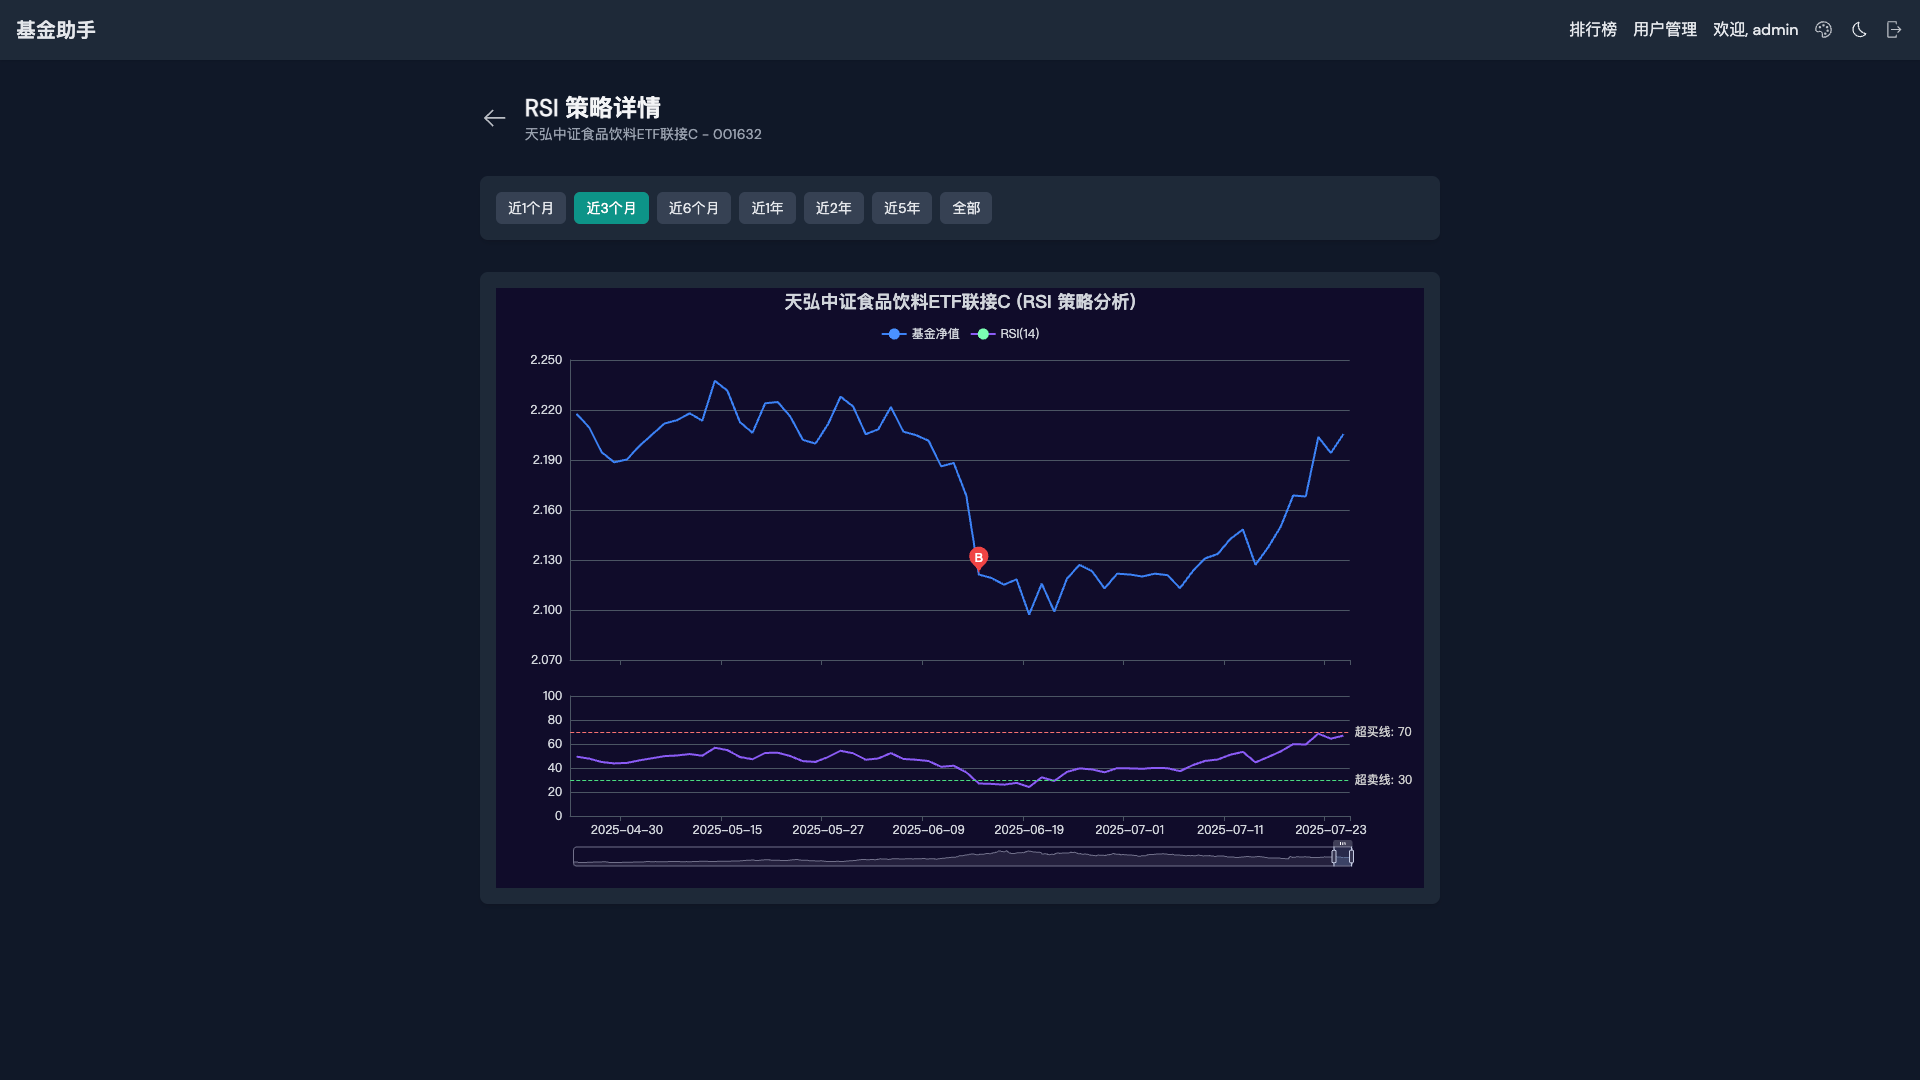 基金助手
排行榜 用户管理 欢迎, admin
RSI 策略详情
天弘中证食品饮料ETF联接C - 001632
近1个月 近3个月 近6个月 近1年 近2年 近5年 全部
天弘中证食品饮料ETF联接C (RSI 策略分析)
基金净值 RSI(14)
2.250
2.220
2.190
2.160
2.130
B
2.100
2.070
100
80
超买线: 70
60
40
超卖线: 30
20
0
2025-04-30 2025-05-15 2025-05-27 2025-06-09 2025-06-19 2025-07-01 2025-07-11 2025-07-23